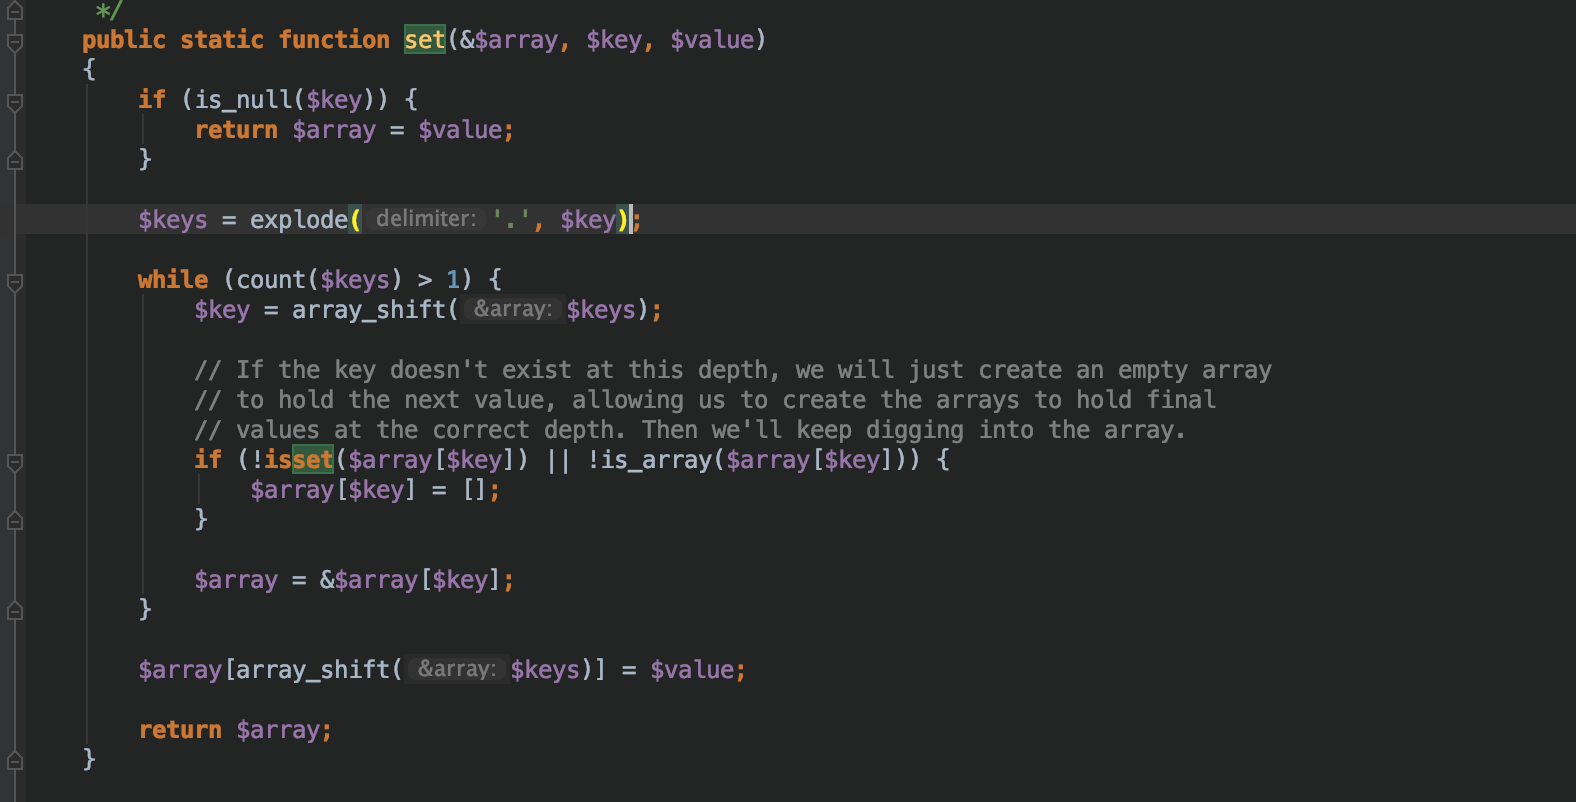 */
public static function set(&$array, $key, $value)
{
if (is_null($key)) {
return $array = $value;
}
$keys = explode( delimiter: '.', $key);
while (count($keys) > 1) {
$key = array_shift( &array: $keys);
// If the key doesn't exist at this depth, we will just create an empty array
// to hold the next value, allowing us to create the arrays to hold final
// values at the correct depth. Then we'll keep digging into the array.
if (!isset($array[$key]) || !is_array($array[$key])) {
$array[$key] = [];
}
$array = &$array[$key];
}
$array[array_shift( &array: $keys)] = $value;
return $array;
}